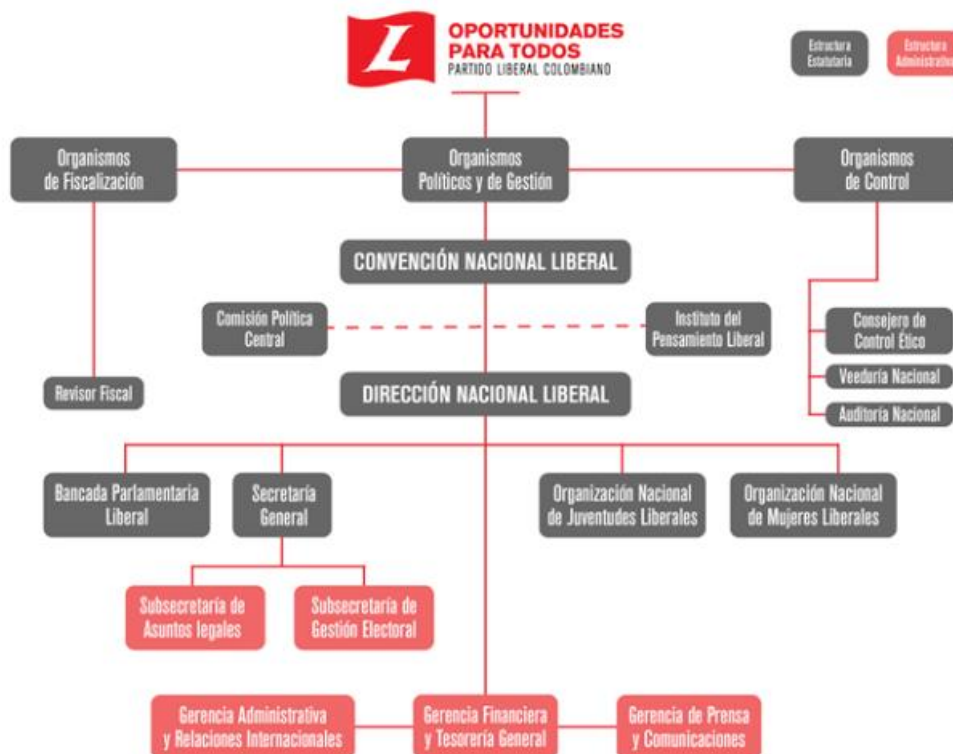 L
OPORTUNIDADES
PARA TODOS
PARTIDO LIBERAL COLOMBIANO
Estructura
Estatutaria
Estructura
Administrativa
Organismos
de Fiscalización
Organismos
Políticos y de Gestión
Organismos
de Control
CONVENCIÓN NACIONAL LIBERAL
Comisión Política
Central
Instituto del
Pensamiento Liberal
Consejero de
Control Ético
Veeduría Nacional
Auditoría Nacional
Revisor Fiscal
DIRECCIÓN NACIONAL LIBERAL
Bancada Parlamentaria
Liberal
Secretaría
General
Organización Nacional
de Juventudes Liberales
Organización Nacional
de Mujeres Liberales
Subsecretaría de
Asuntos legales
Subsecretaría de
Gestión Electoral
Gerencia Administrativa
y Relaciones Internacionales
Gerencia Financiera
y Tesorería General
Gerencia de Prensa
y Comunicaciones